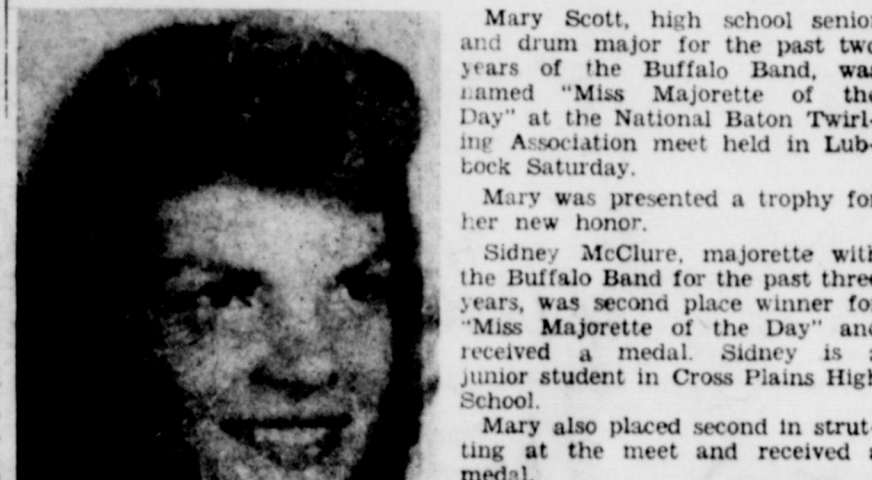 Mary Scott, high school senior
and drum major for the past two
years of the Buffalo Band, was
named "Miss Majorette of the
Day" at the National Baton Twirl-
ing Association meet held in Lub-
bock Saturday.
Mary was presented a trophy for
her new honor.
Sidney McClure, majorette with
the Buffalo Band for the past three
years, was second place winner for
"Miss Majorette of the Day" and
received a medal. Sidney is a
junior student in Cross Plains High
School.
Mary also placed second in strut-
ting at the meet and received a
medal.